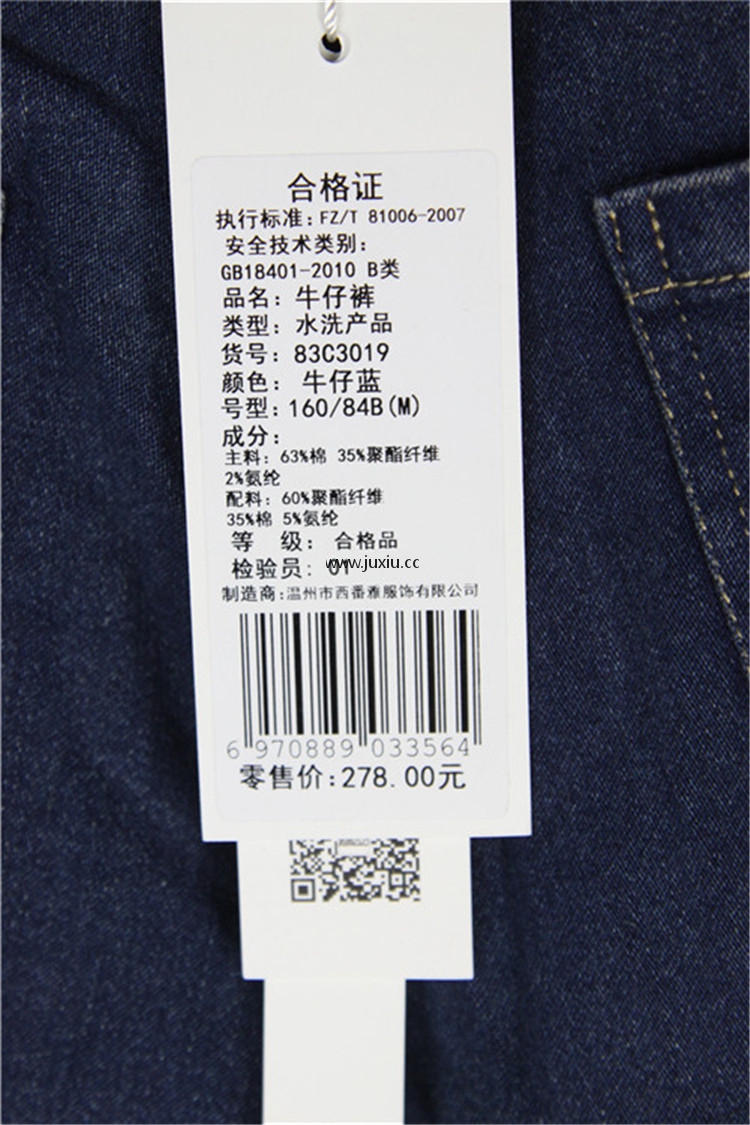 合格证
执行标准：FZ/T 81006-2007
安全技术类别：
GB18401-2010 B类
品名：牛仔裤
类型：水洗产品
货号：83C3019
颜色：牛仔蓝
号型：160/84B(M)
成分：
主料：63%棉 35%聚酯纤维
2%氨纶
配料：60%聚酯纤维
35%棉 5%氨纶
等 级：合格品
www.juxiu.cc
检验员：01
制造商：温州市西番雅服饰有限公司
6 970889 033564
零售价：278.00元